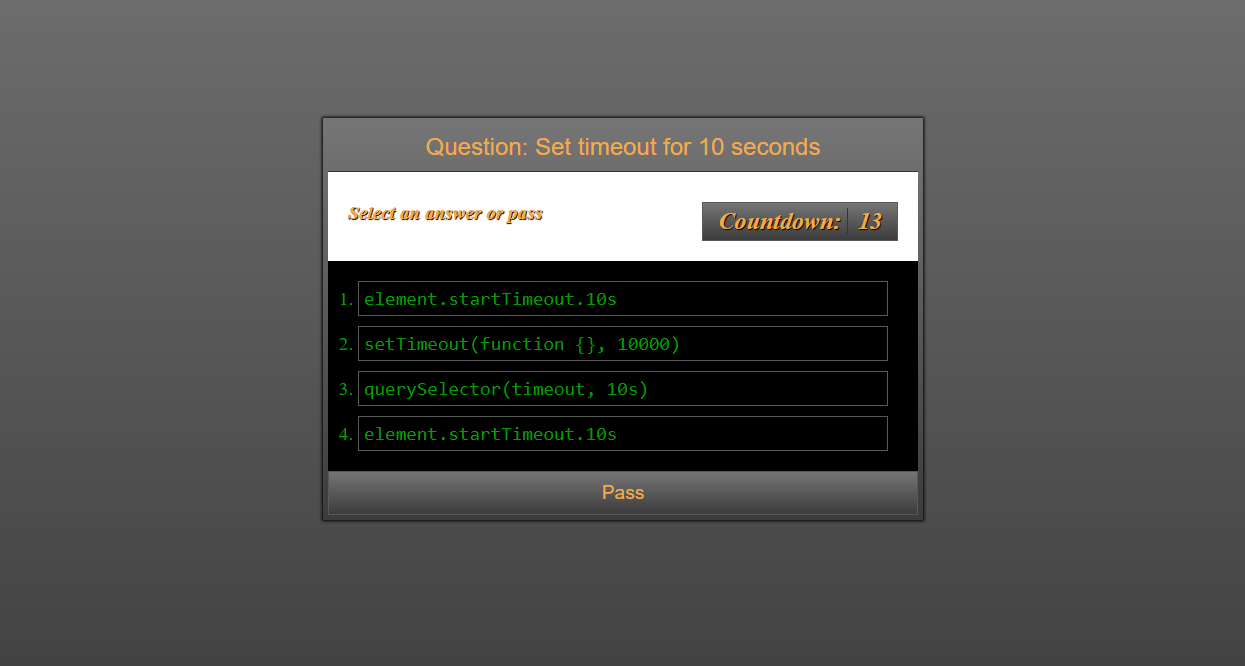 Question: Set timeout for 10 seconds
Select an answer or pass
Countdown: 13
1. element.startTimeout.10s
2. setTimeout(function {}, 10000)
3. querySelector(timeout, 10s)
4. element.startTimeout.10s
Pass